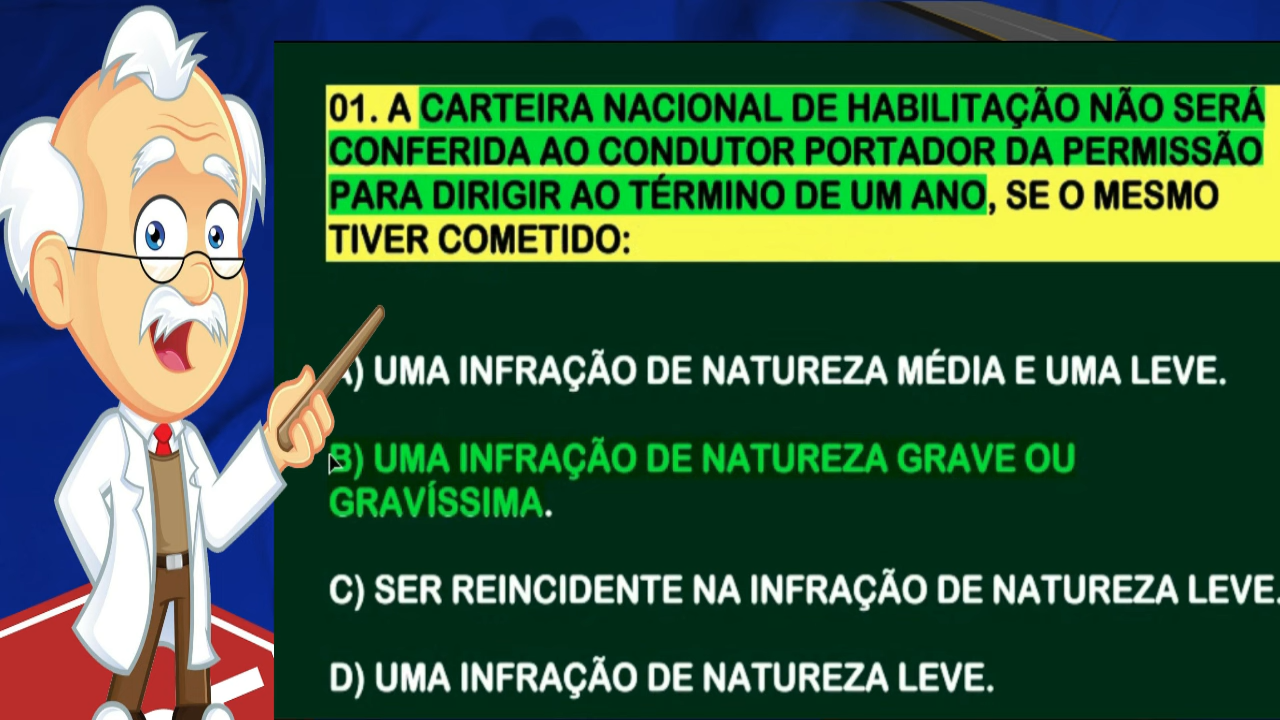 01. A CARTEIRA NACIONAL DE HABILITAÇÃO NÃO SERÁ
CONFERIDA AO CONDUTOR PORTADOR DA PERMISSÃO
PARA DIRIGIR AO TÉRMINO DE UM ANO, SE O MESMO
TIVER COMETIDO:
A) UMA INFRAÇÃO DE NATUREZA MÉDIA E UMA LEVE.
B) UMA INFRAÇÃO DE NATUREZA GRAVE OU
GRAVÍSSIMA.
C) SER REINCIDENTE NA INFRAÇÃO DE NATUREZA LEVE.
D) UMA INFRAÇÃO DE NATUREZA LEVE.